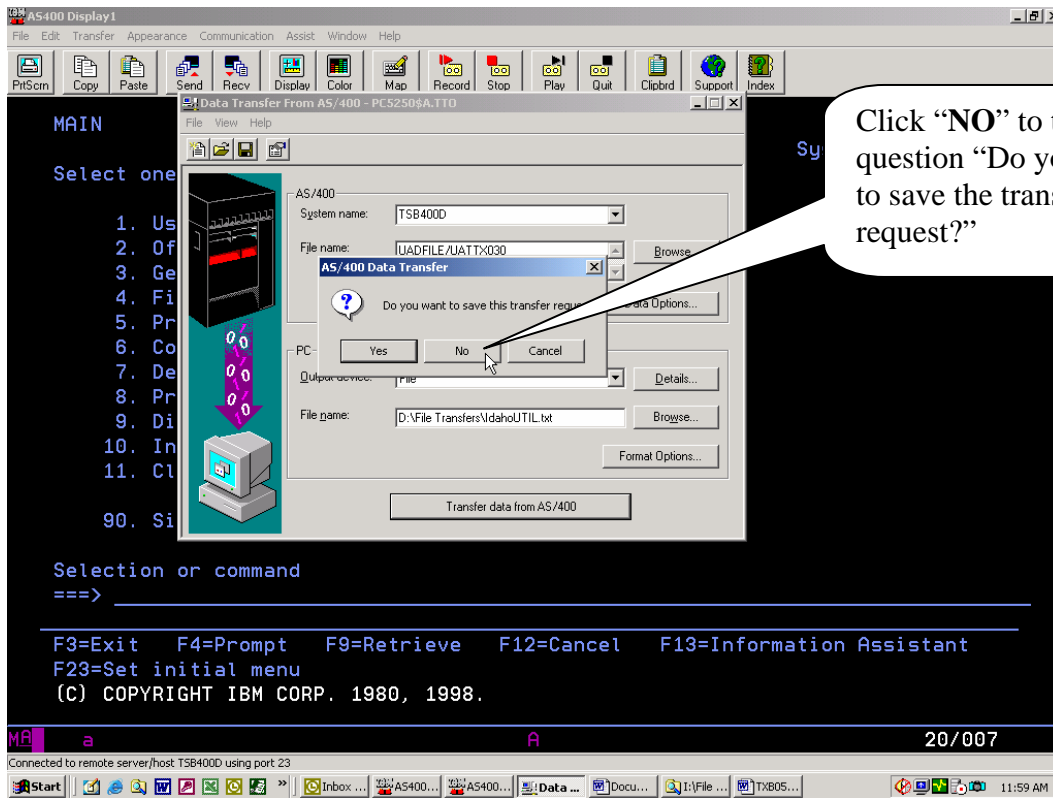 AS400 Display1
File Edit Transfer Appearance Communication Assist Window Help
PrtScrn Copy Paste Send Recv Display Color Map Record Stop Play Quit Clipbrd Support Index
Data Transfer From AS/400 - PC5250$A.TTO
File View Help
MAIN
Select one
1. Us
2. Of
3. Ge
4. Fi
5. Pr
6. Co
7. De
8. Pr
9. Di
10. In
11. Cl
90. Si
AS/400
System name: TSB400D
File name: UADFILE/UATTX030 Browse
AS/400 Data Transfer
Do you want to save this transfer
Yes No Cancel
Data Options...
PC
Output device: File Details...
File name: D:\File Transfers\IdahoUTIL.txt Browse...
Format Options...
Transfer data from AS/400
Click “NO” to
question “Do
to save the
request?”
Selection or command
===>
F3=Exit F4=Prompt F9=Retrieve F12=Cancel F13=Information Assistant
F23=Set initial menu
(C) COPYRIGHT IBM CORP. 1980, 1998.
MA a A 20/007
Connected to remote server/host TSB400D using port 23
Start » Inbox ... AS400... AS400... Data ... Docu... I:\File ... TXB05... 11:59 AM